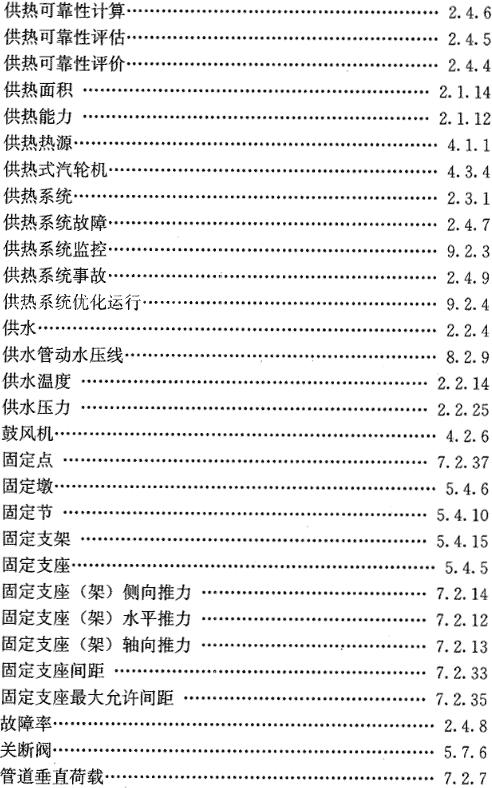 供热可靠性计算…………………………………………… 2.4.6
供热可靠性评估…………………………………………… 2.4.5
供热可靠性评价…………………………………………… 2.4.4
供热面积 …………………………………………… 2.1.14
供热能力 …………………………………………… 2.1.12
供热热源…………………………………………… 4.1.1
供热式汽轮机…………………………………………… 4.3.4
供热系统…………………………………………… 2.3.1
供热系统故障…………………………………………… 2.4.7
供热系统监控…………………………………………… 9.2.3
供热系统事故…………………………………………… 2.4.9
供热系统优化运行…………………………………………… 9.2.4
供水…………………………………………… 2.2.4
供水管动水压线…………………………………………… 8.2.9
供水温度 …………………………………………… 2.2.14
供水压力 …………………………………………… 2.2.25
鼓风机…………………………………………… 4.2.6
固定点 …………………………………………… 7.2.37
固定墩…………………………………………… 5.4.6
固定节 …………………………………………… 5.4.10
固定支架 …………………………………………… 5.4.15
固定支座…………………………………………… 5.4.5
固定支座（架）侧向推力 …………………………………………… 7.2.14
固定支座（架）水平推力 …………………………………………… 7.2.12
固定支座（架）轴向推力 …………………………………………… 7.2.13
固定支座间距 …………………………………………… 7.2.33
固定支座最大允许间距 …………………………………………… 7.2.35
故障率…………………………………………… 2.4.8
关断阀…………………………………………… 5.7.6
管道垂直荷载…………………………………………… 7.2.7